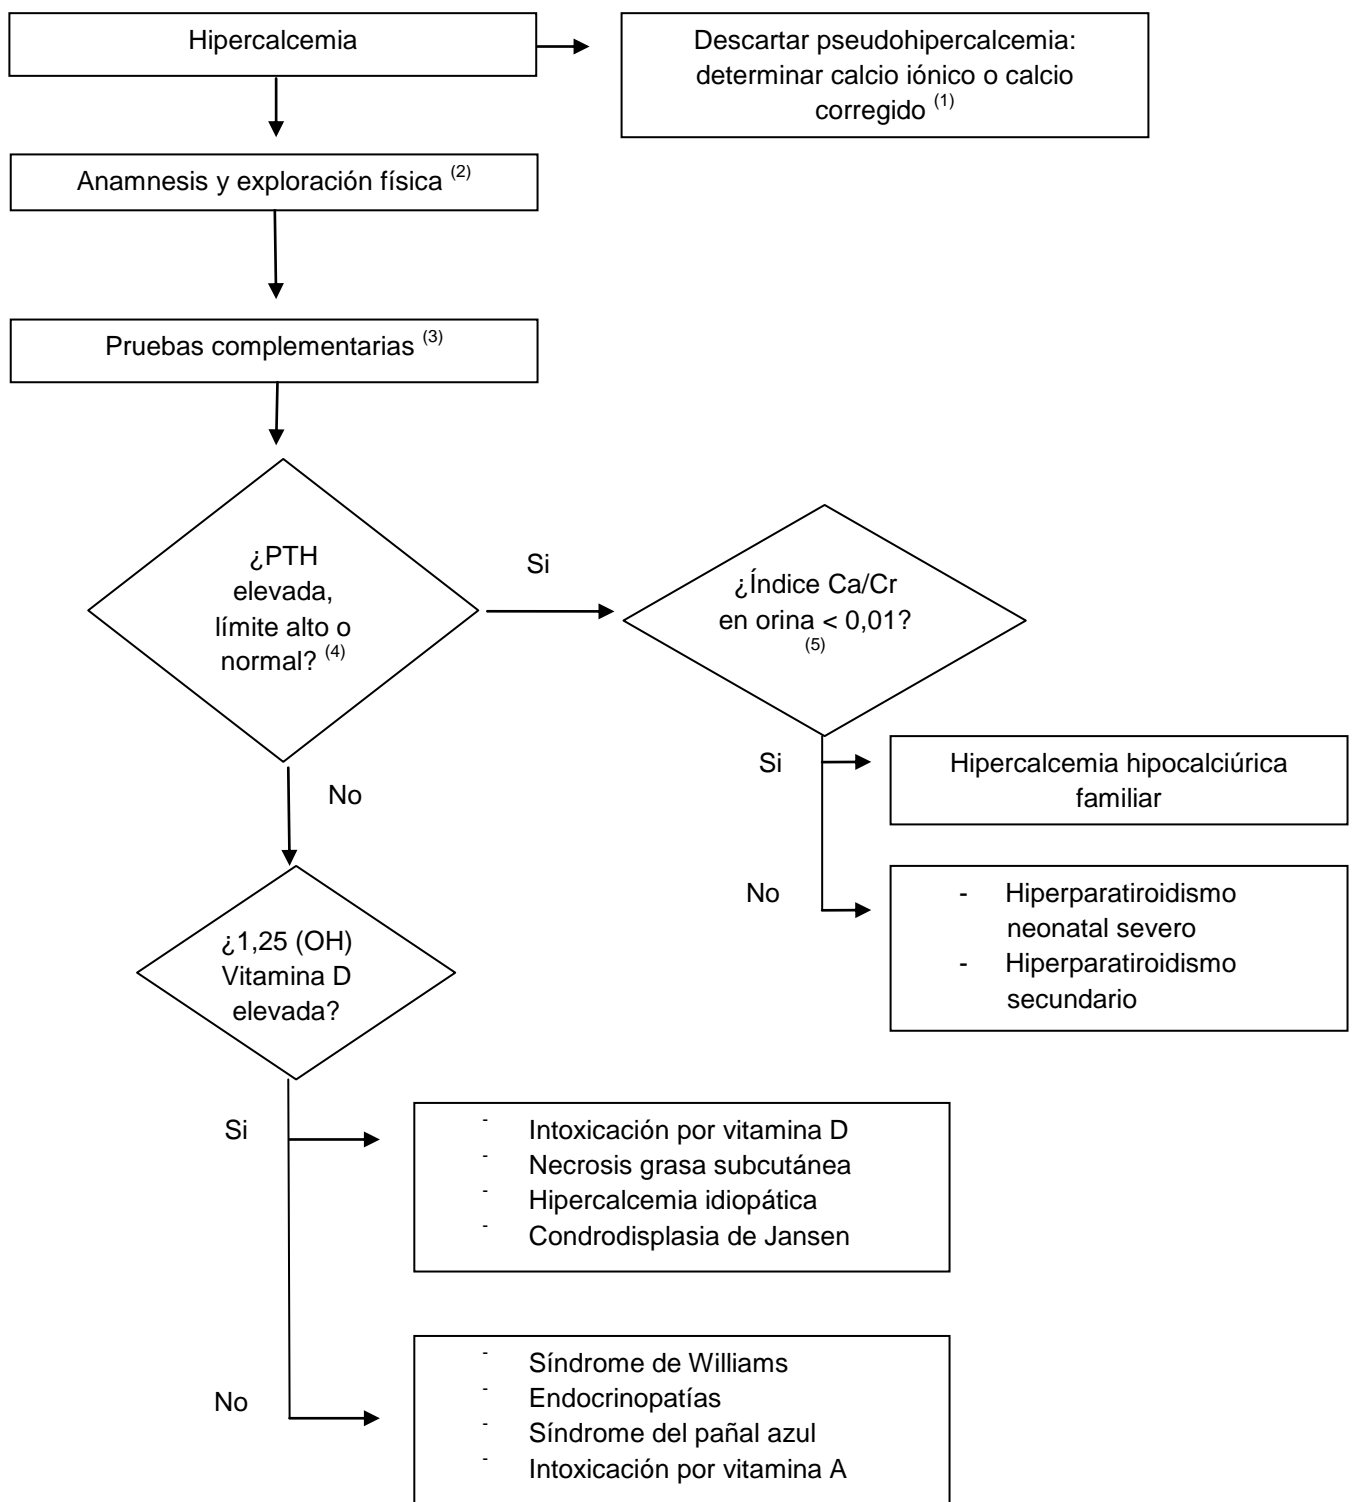 Hipercalcemia
Descartar pseudohipercalcemia:
determinar calcio iónico o calcio
corregido (1)
Anamnesis y exploración física (2)
Pruebas complementarias (3)
¿PTH
elevada,
límite alto o
normal? (4)
Si
¿Índice Ca/Cr
en orina < 0,01?
(5)
Si
Hipercalcemia hipocalciúrica
familiar
No
- Hiperparatiroidismo
neonatal severo
- Hiperparatiroidismo
secundario
No
¿1,25 (OH)
Vitamina D
elevada?
Si
- Intoxicación por vitamina D
- Necrosis grasa subcutánea
- Hipercalcemia idiopática
- Condrodisplasia de Jansen
No
- Síndrome de Williams
- Endocrinopatías
- Síndrome del pañal azul
- Intoxicación por vitamina A